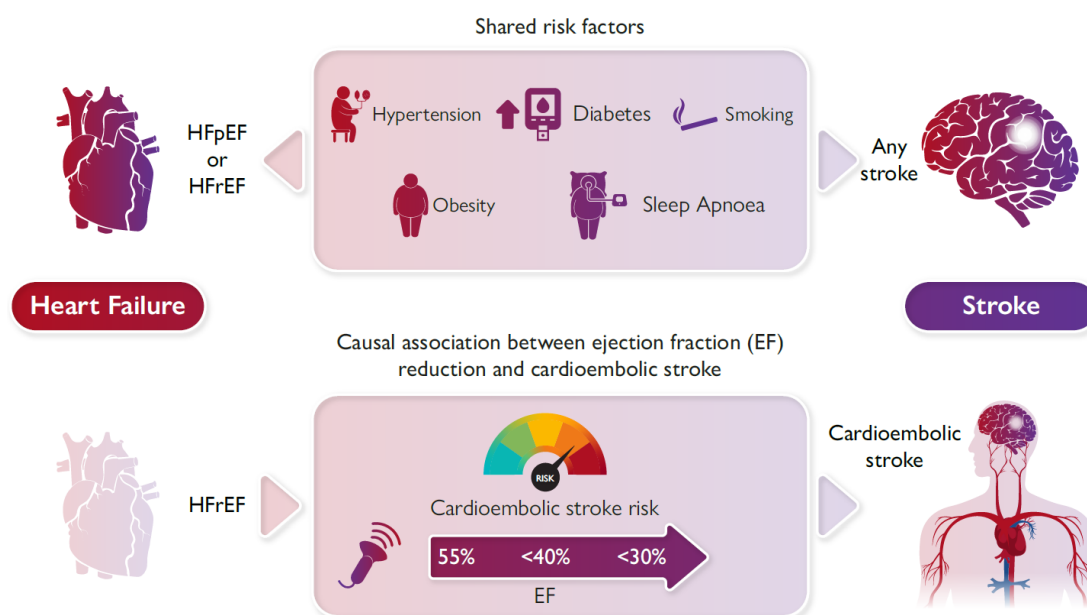 Shared risk factors
Hypertension
Diabetes
Smoking
HFpEF
or
HFrEF
Any
stroke
Obesity
Sleep Apnoea
Heart Failure
Stroke
Causal association between ejection fraction (EF)
reduction and cardioembolic stroke
Cardioembolic
stroke
RISK
HFrEF
Cardioembolic stroke risk
55% <40% <30%
EF